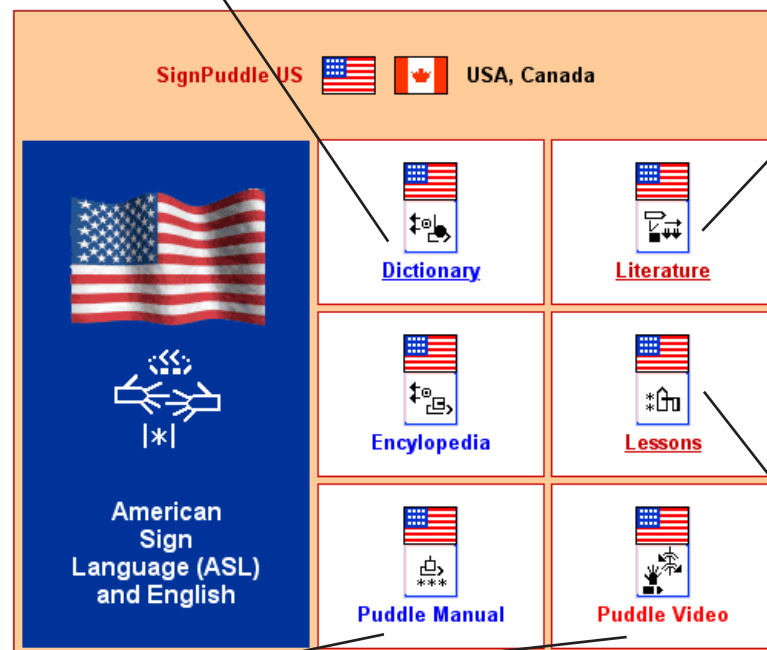 SignPuddle US USA, Canada
Dictionary
Literature
Encylopedia
Lessons
American
Sign
Language (ASL)
and English
Puddle Manual
Puddle Video